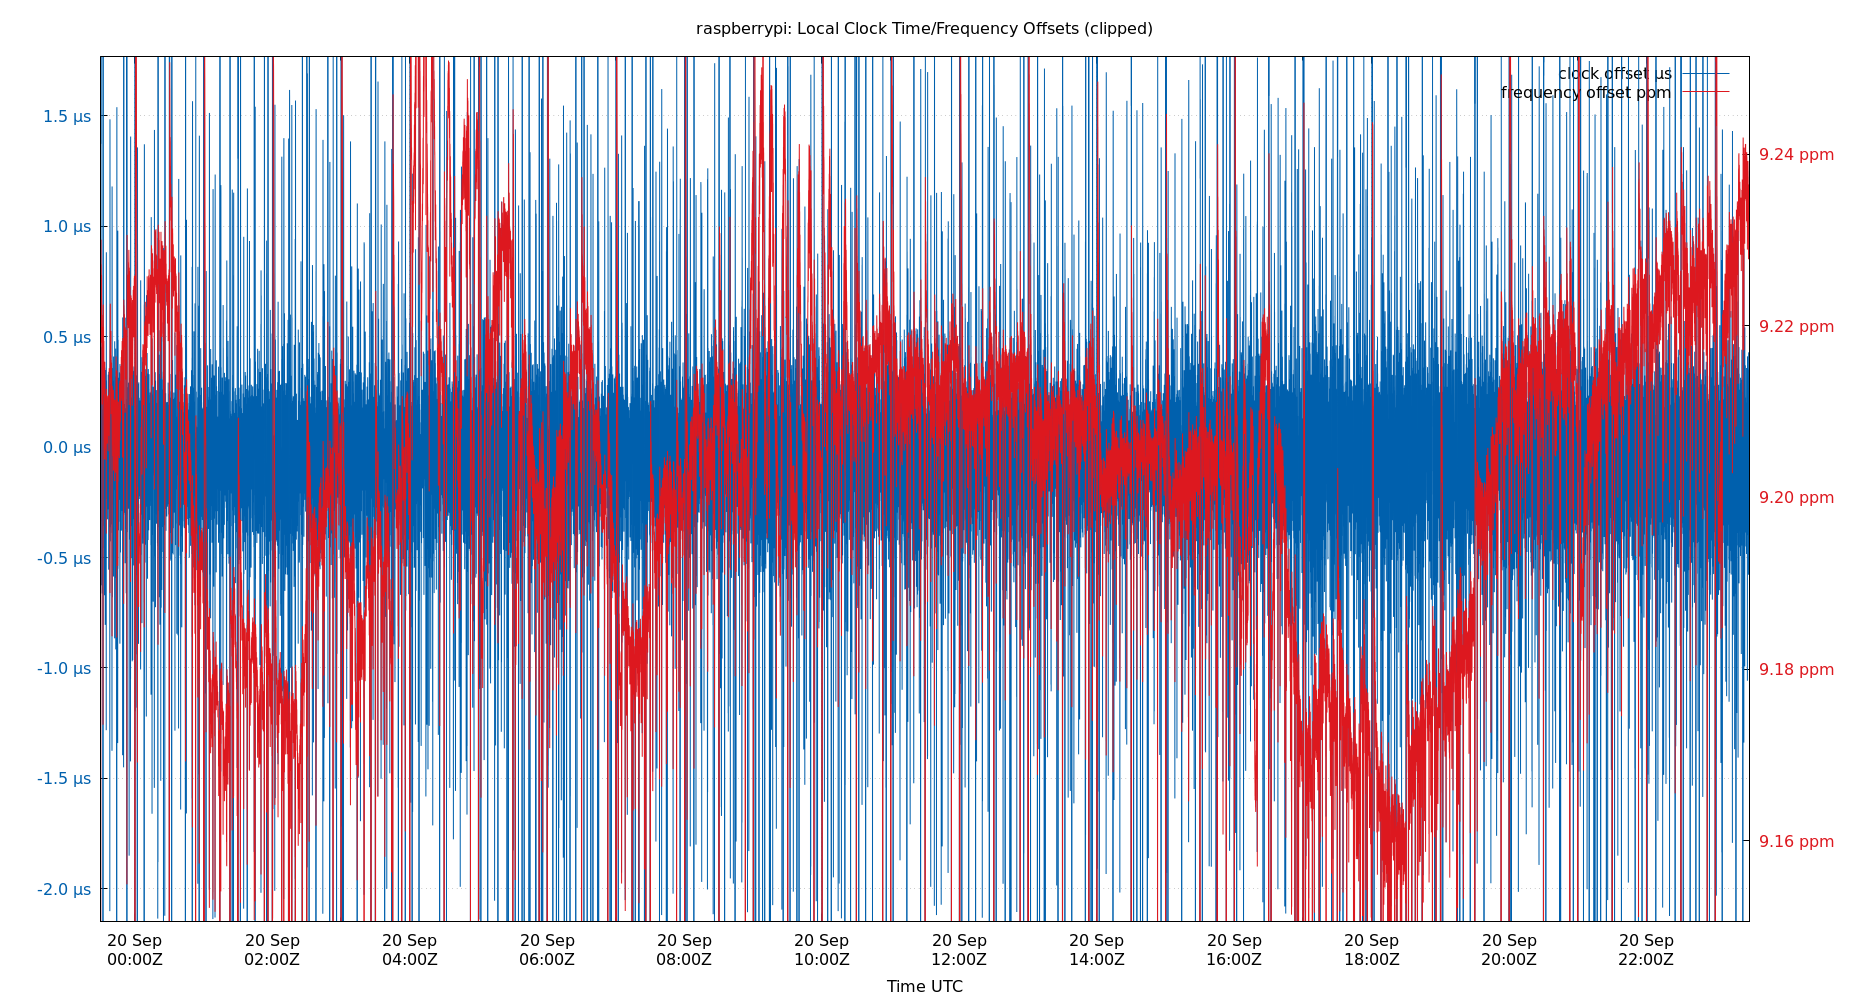 raspberrypi: Local Clock Time/Frequency Offsets (clipped)
clock offset µs
frequency offset ppm
1.5 µs
1.0 µs
0.5 µs
0.0 µs
-0.5 µs
-1.0 µs
-1.5 µs
-2.0 µs
9.24 ppm
9.22 ppm
9.20 ppm
9.18 ppm
9.16 ppm
20 Sep 20 Sep 20 Sep 20 Sep 20 Sep 20 Sep 20 Sep 20 Sep 20 Sep 20 Sep 20 Sep 20 Sep
00:00Z 02:00Z 04:00Z 06:00Z 08:00Z 10:00Z 12:00Z 14:00Z 16:00Z 18:00Z 20:00Z 22:00Z
Time UTC